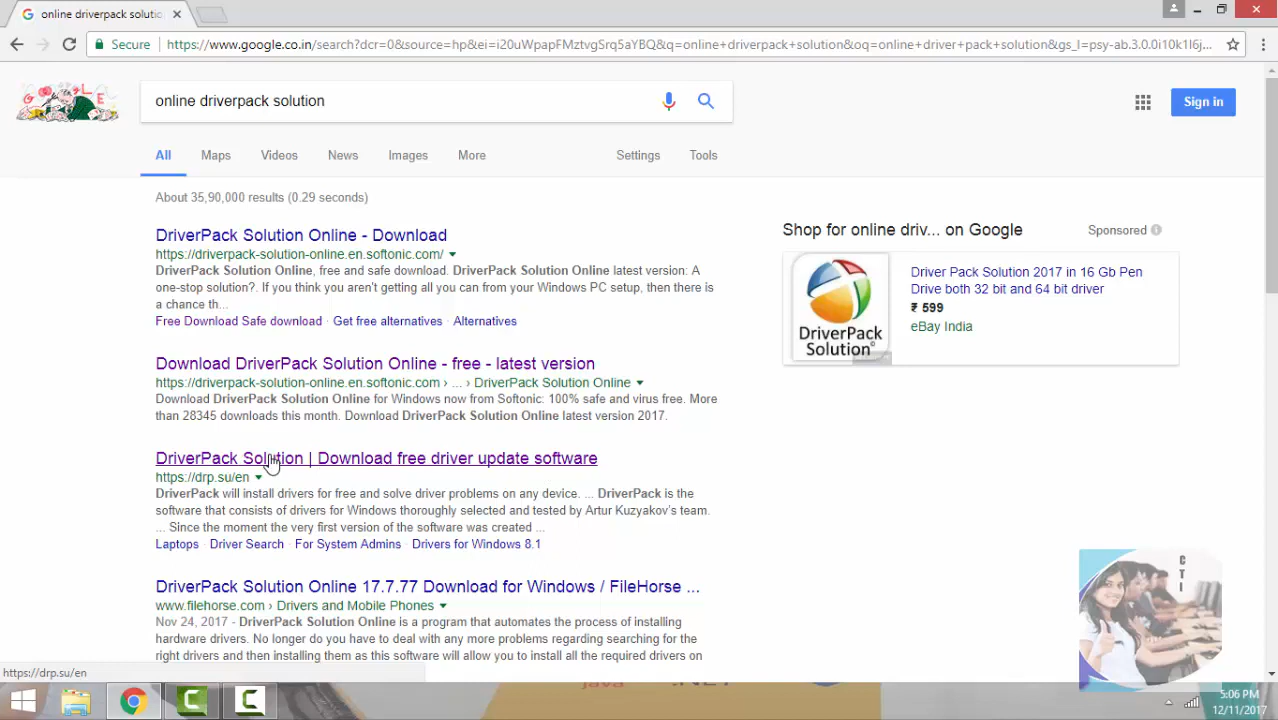 online driverpack solution
Secure
https://www.google.co.in/search?dcr=0&source=hp&ei=i20uWpapFMztvgSrq5aYBQ&q=online+driverpack+solution&oq=online+driver+pack+solution&gs_l=psy-ab.3.0.0i10k1l6j...
online driverpack solution
Sign in
All Maps Videos News Images More Settings Tools
About 35,90,000 results (0.29 seconds)
DriverPack Solution Online - Download
https://driverpack-solution-online.en.softonic.com/
DriverPack Solution Online, free and safe download. DriverPack Solution Online latest version: A
one-stop solution?. If you think you aren't getting all you can from your Windows PC setup, then there is
a chance th...
Free Download Safe download · Get free alternatives · Alternatives
Download DriverPack Solution Online - free - latest version
https://driverpack-solution-online.en.softonic.com › ... › DriverPack Solution Online
Download DriverPack Solution Online for Windows now from Softonic: 100% safe and virus free. More
than 28345 downloads this month. Download DriverPack Solution Online latest version 2017.
DriverPack Solution | Download free driver update software
https://drp.su/en
DriverPack will install drivers for free and solve driver problems on any device. ... DriverPack is the
software that consists of drivers for Windows thoroughly selected and tested by Artur Kuzyakov's team.
... Since the moment the very first version of the software was created ...
Laptops · Driver Search · For System Admins · Drivers for Windows 8.1
DriverPack Solution Online 17.7.77 Download for Windows / FileHorse ...
www.filehorse.com › Drivers and Mobile Phones
Nov 24, 2017 - DriverPack Solution Online is a program that automates the process of installing
hardware drivers. No longer do you have to deal with any more problems regarding searching for the
right drivers and then installing them as this software will allow you to install all the required drivers on
Shop for online driv... on Google
Sponsored
DriverPack
Solution
Driver Pack Solution 2017 in 16 Gb Pen
Drive both 32 bit and 64 bit driver
₹ 599
eBay India
C
T
I
https://drp.su/en
java
.NET
5:06 PM
12/11/2017